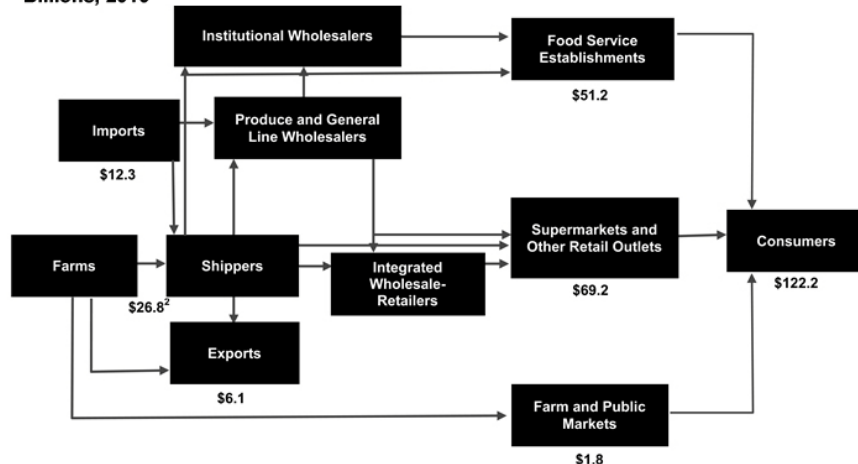 Billions, 2010
Institutional Wholesalers
Food Service
Establishments
$51.2
Imports
$12.3
Produce and General
Line Wholesalers
Farms
$26.8²
Shippers
Integrated
Wholesale-
Retailers
Supermarkets and
Other Retail Outlets
$69.2
Consumers
$122.2
Exports
$6.1
Farm and Public
Markets
$1.8